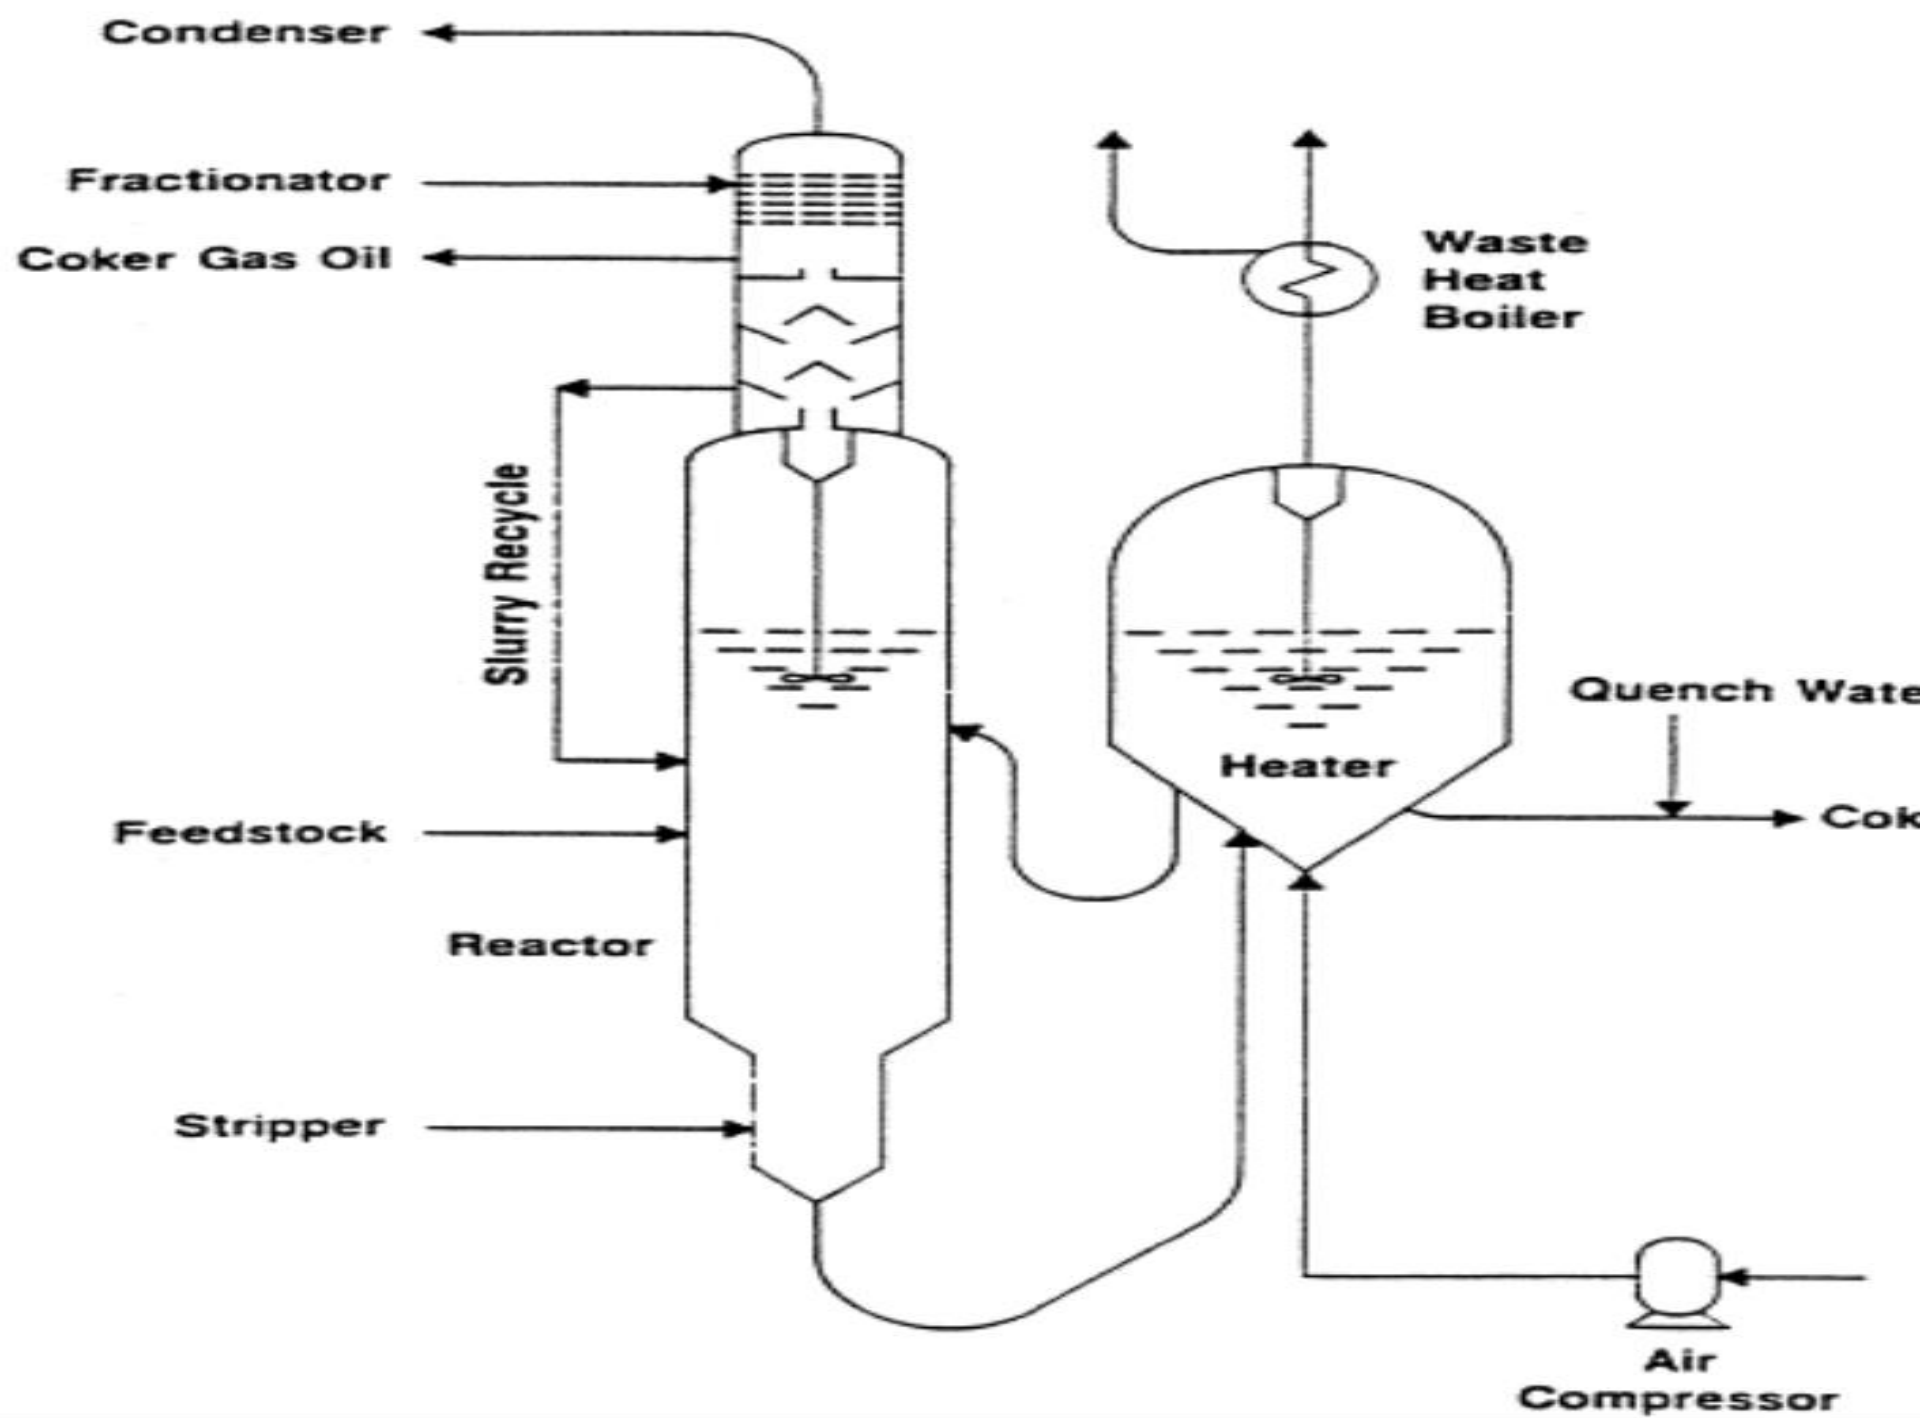 Condenser
Fractionator
Coker Gas Oil
Waste
Heat
Boiler
Slurry Recycle
Quench Wate
Heater
Cok
Feedstock
Reactor
Stripper
Air
Compressor